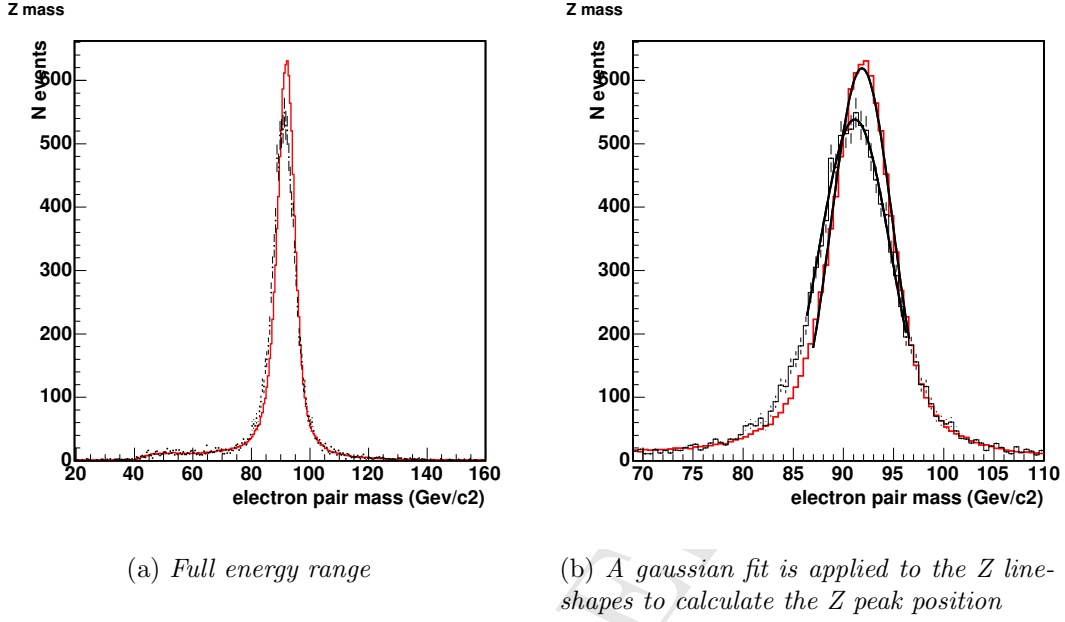 Z mass
N events
600
500
400
300
200
100
0
20 40 60 80 100 120 140 160
electron pair mass (Gev/c2)
(a) Full energy range
Z mass
N events
600
500
400
300
200
100
0
70 75 80 85 90 95 100 105 110
electron pair mass (Gev/c2)
(b) A gaussian fit is applied to the Z line-
shapes to calculate the Z peak position